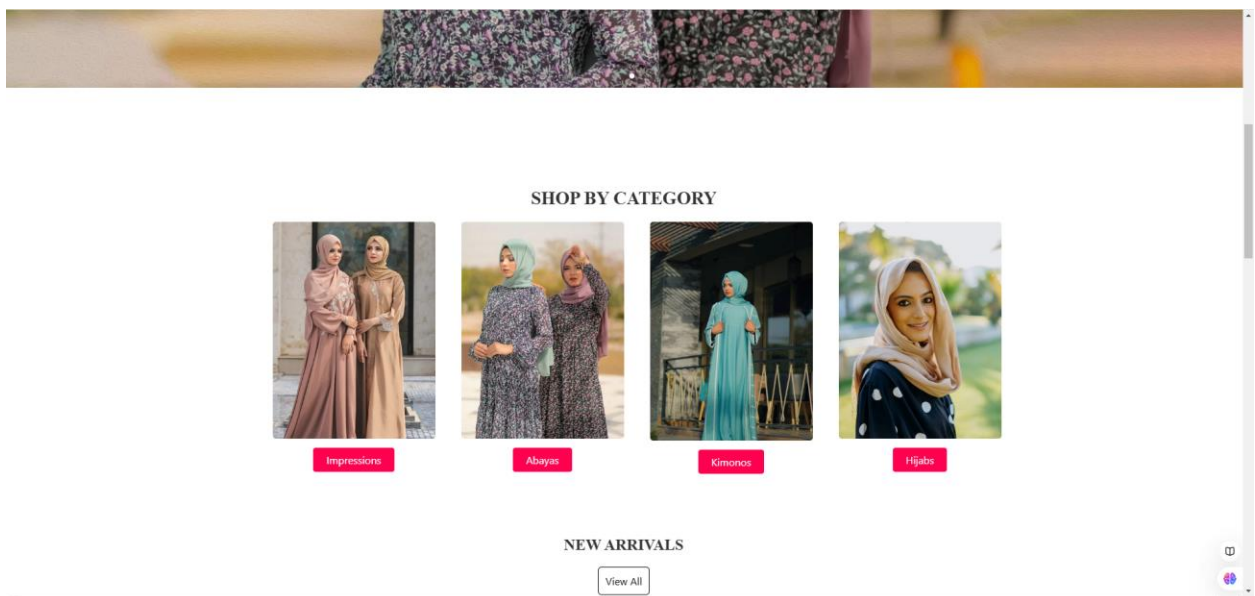 SHOP BY CATEGORY
Impressions
Abayas
Kimonos
Hijabs
NEW ARRIVALS
View All